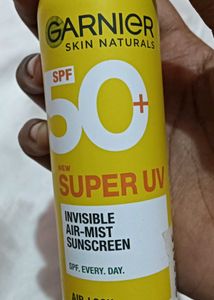 GARNIER
SKIN NATURALS
SPF
50+
NEW
SUPER UV
INVISIBLE
AIR-MIST
SUNSCREEN
SPF. EVERY. DAY.